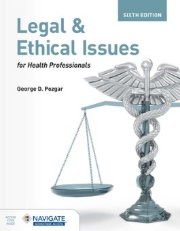 SIXTH EDITION
Legal &
Ethical Issues
for Health Professionals
George D. Pozgar
NAVIGATE